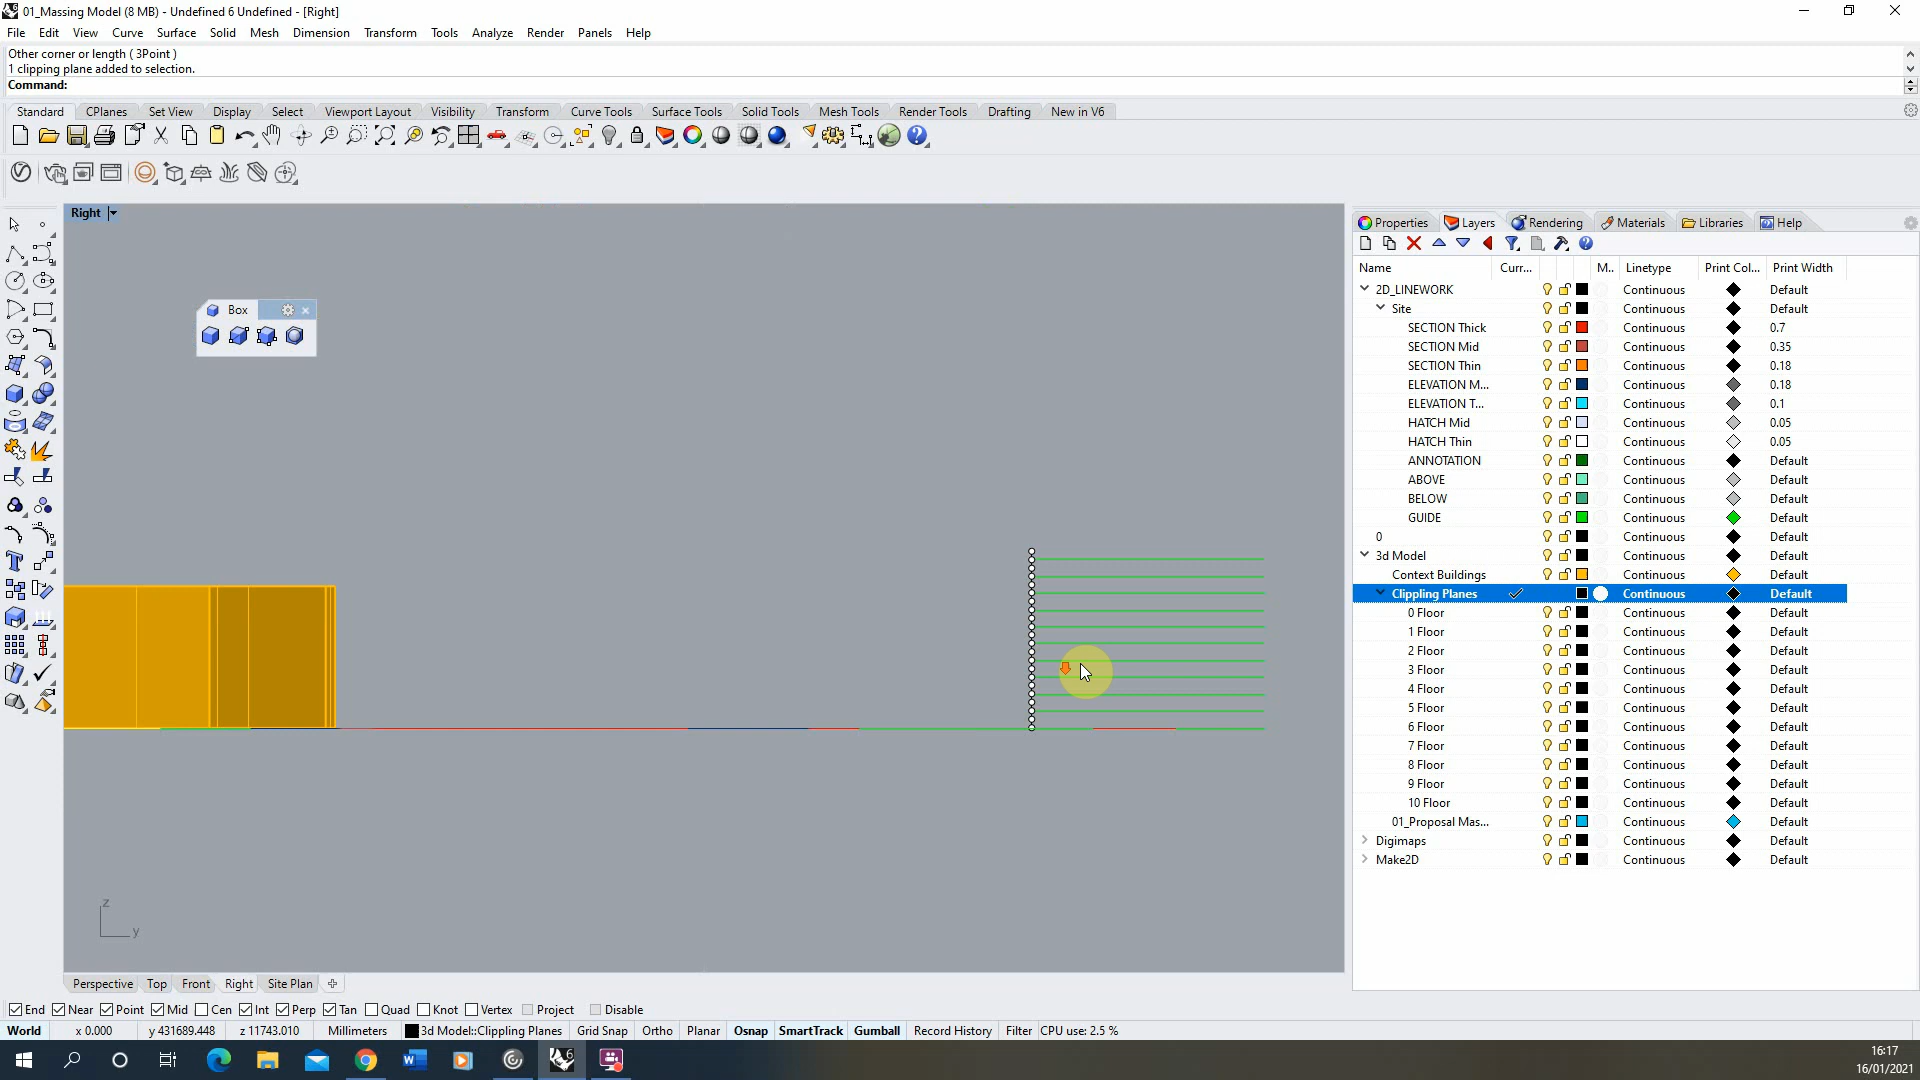 01_Massing Model (8 MB) - Undefined 6 Undefined - [Right]
File Edit View Curve Surface Solid Mesh Dimension Transform Tools Analyze Render Panels Help
Other corner or length ( 3Point )
1 clipping plane added to selection.
Command:
Standard CPlanes Set View Display Select Viewport Layout Visibility Transform Curve Tools Surface Tools Solid Tools Mesh Tools Render Tools Drafting New in V6
Right
Box
Properties Layers Rendering Materials Libraries Help
Name Curr... M.. Linetype Print Col... Print Width
2D_LINEWORK Continuous Default
Site Continuous Default
SECTION Thick Continuous 0.7
SECTION Mid Continuous 0.35
SECTION Thin Continuous 0.18
ELEVATION M... Continuous 0.18
ELEVATION T... Continuous 0.1
HATCH Mid Continuous 0.05
HATCH Thin Continuous 0.05
ANNOTATION Continuous Default
ABOVE Continuous Default
BELOW Continuous Default
GUIDE Continuous Default
0 Continuous Default
3d Model Continuous Default
Context Buildings Continuous Default
Clippling Planes Continuous Default
0 Floor Continuous Default
1 Floor Continuous Default
2 Floor Continuous Default
3 Floor Continuous Default
4 Floor Continuous Default
5 Floor Continuous Default
6 Floor Continuous Default
7 Floor Continuous Default
8 Floor Continuous Default
9 Floor Continuous Default
10 Floor Continuous Default
01_Proposal Mas... Continuous Default
Digimaps Continuous Default
Make2D Continuous Default
z
y
Perspective Top Front Right Site Plan
End Near Point Mid Cen Int Perp Tan Quad Knot Vertex Project Disable
World x 0.000 y 431689.448 z 11743.010 Millimeters 3d Model::Clippling Planes Grid Snap Ortho Planar Osnap SmartTrack Gumball Record History Filter CPU use: 2.5 %
16:17
16/01/2021